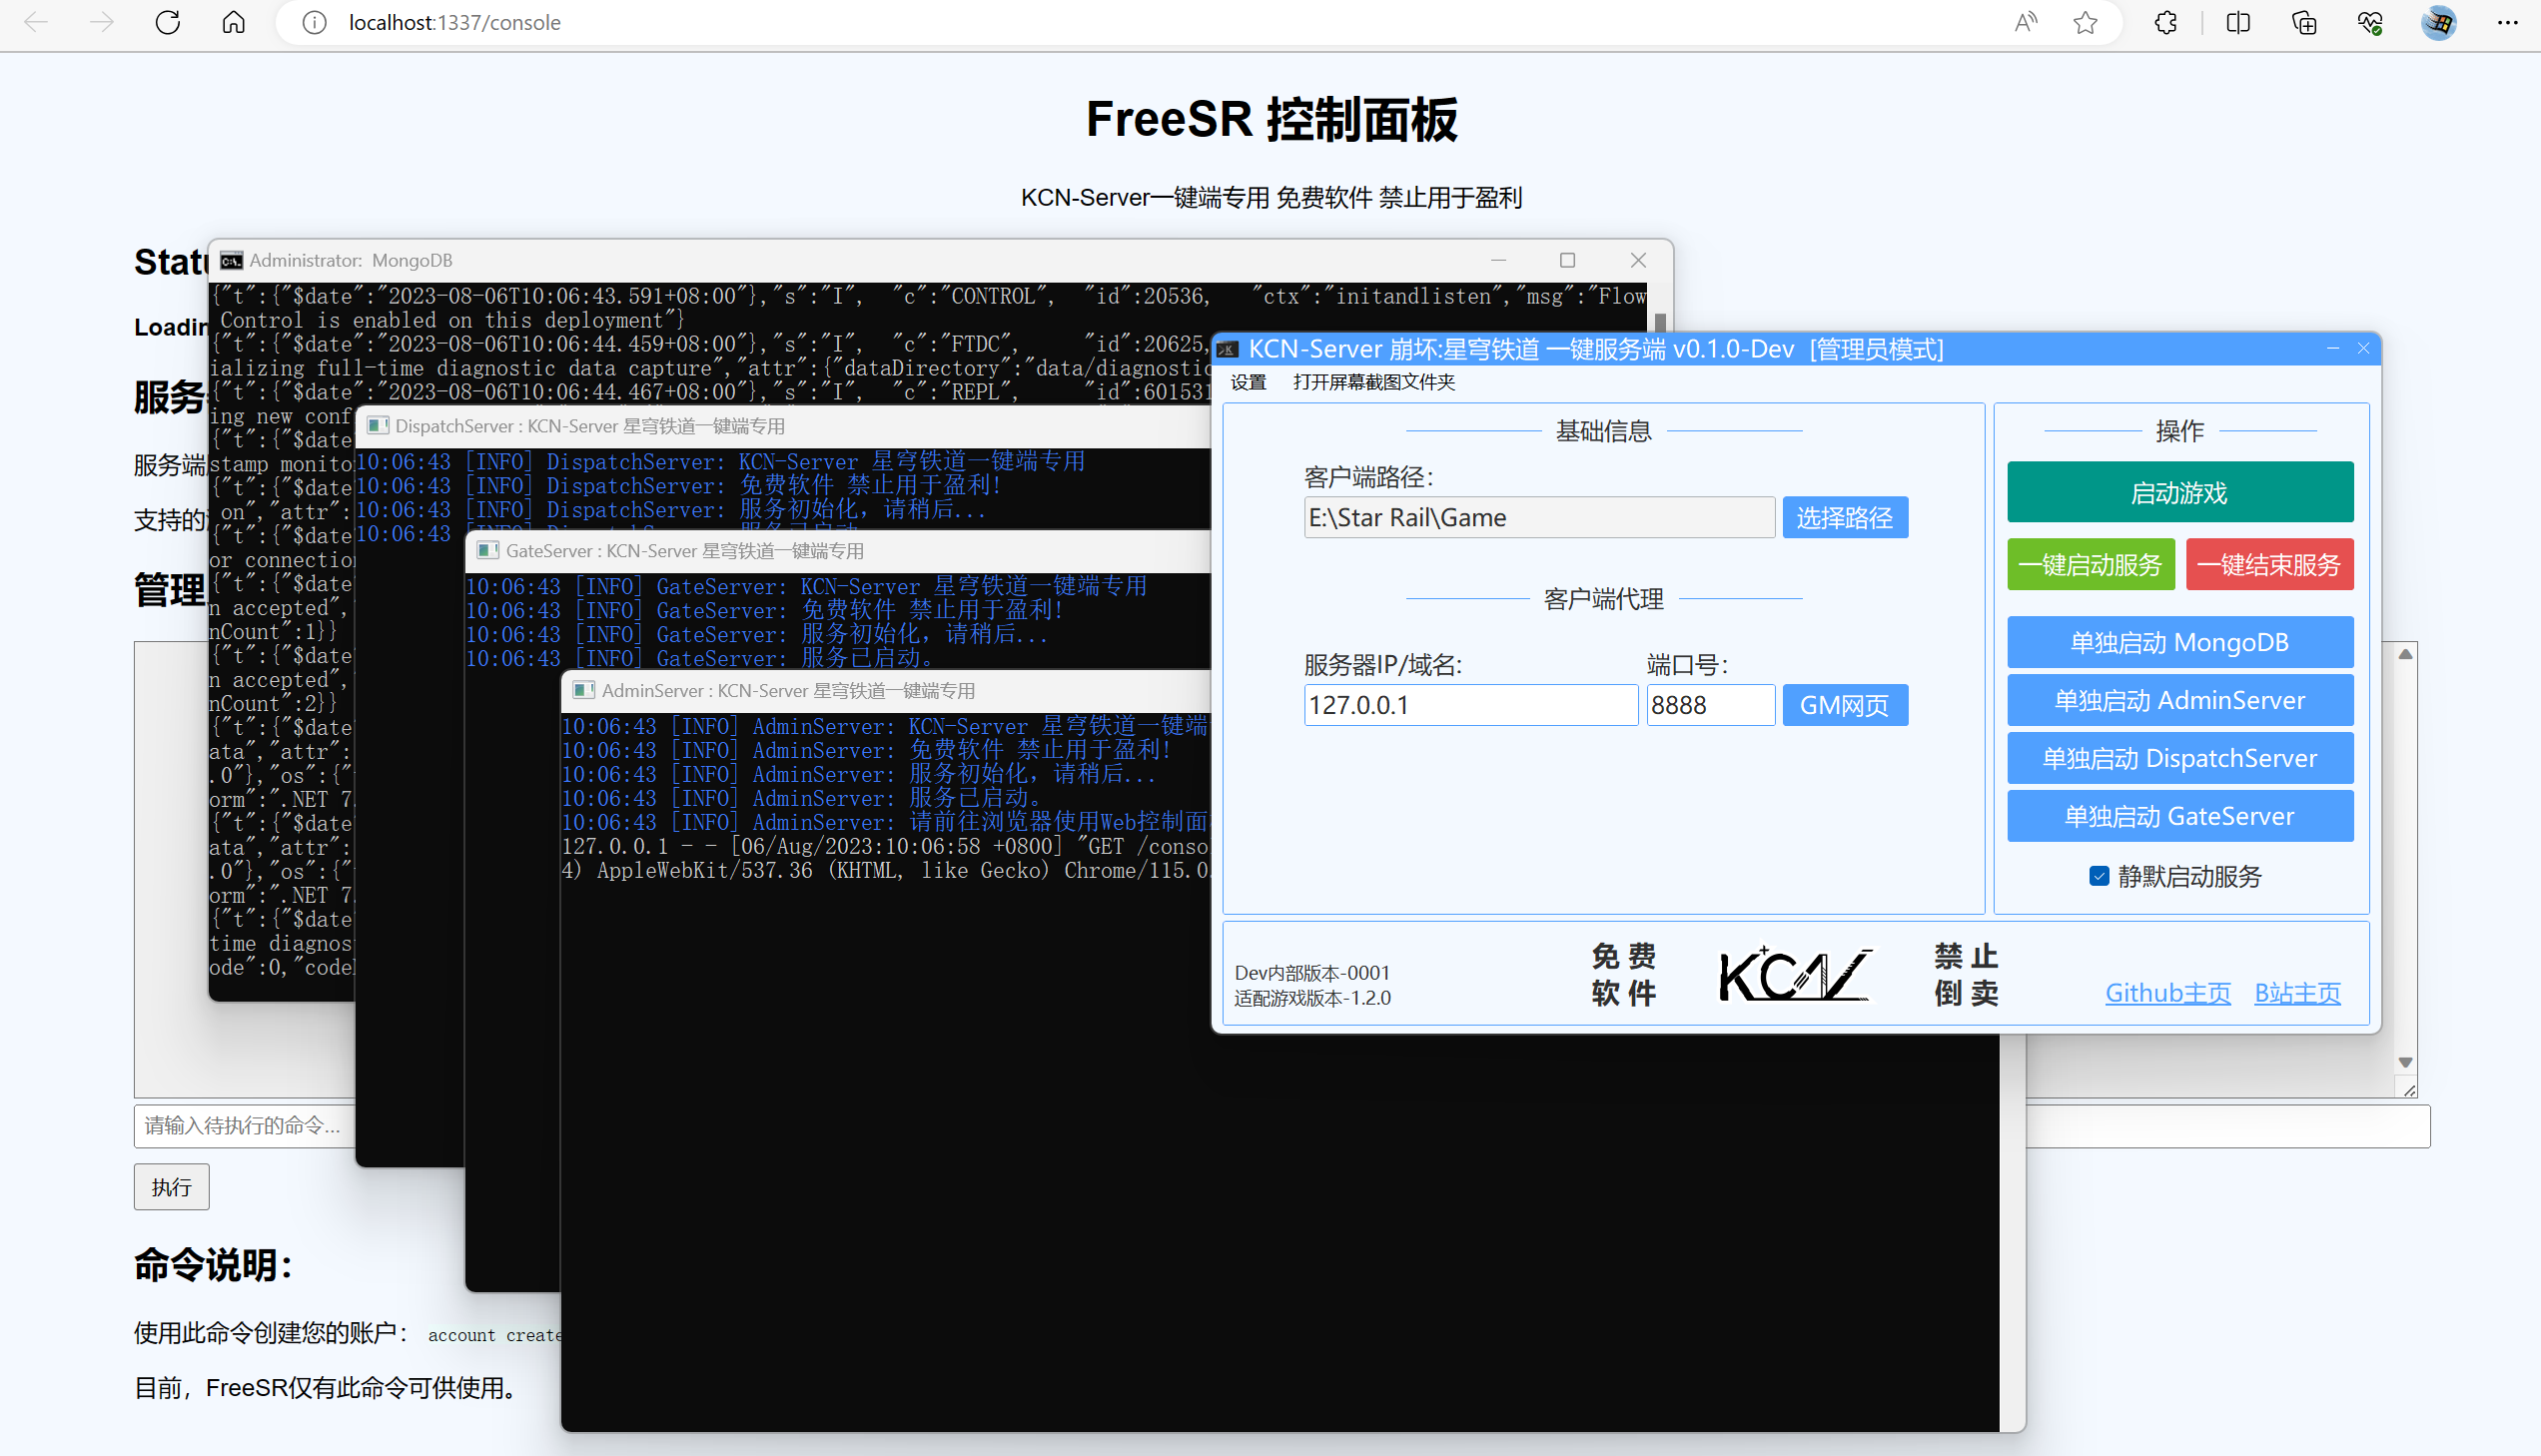 localhost:1337/console
FreeSR 控制面板
KCN-Server一键端专用 免费软件 禁止用于盈利
Administrator: MongoDB
{"t":{"$date":"2023-08-06T10:06:43.591+08:00"},"s":"I", "c":"CONTROL", "id":20536, "ctx":"initandlisten","msg":"Flow
Control is enabled on this deployment"}
{"t":{"$date":"2023-08-06T10:06:44.459+08:00"},"s":"I", "c":"FTDC", "id":20625,
ializing full-time diagnostic data capture","attr":{"dataDirectory":"data/diagnostic
{"t":{"$date":"2023-08-06T10:06:44.467+08:00"},"s":"I", "c":"REPL", "id":601531
ing new conf
{"t":{"$date
stamp monito
{"t":{"$date
on","attr":
{"t":{"$date
or connection
{"t":{"$date
n accepted",
nCount":1}}
{"t":{"$date
n accepted",
nCount":2}}
{"t":{"$date
ata","attr":
.0"},"os":{"
orm":".NET 7
{"t":{"$date
ata","attr":
.0"},"os":{"
orm":".NET 7
{"t":{"$date
time diagnos
ode":0,"code
DispatchServer : KCN-Server 星穹铁道一键端专用
10:06:43 [INFO] DispatchServer: KCN-Server 星穹铁道一键端专用
10:06:43 [INFO] DispatchServer: 免费软件 禁止用于盈利!
10:06:43 [INFO] DispatchServer: 服务初始化，请稍后...
10:06:43
GateServer : KCN-Server 星穹铁道一键端专用
10:06:43 [INFO] GateServer: KCN-Server 星穹铁道一键端专用
10:06:43 [INFO] GateServer: 免费软件 禁止用于盈利!
10:06:43 [INFO] GateServer: 服务初始化，请稍后...
10:06:43 [INFO] GateServer: 服务已启动。
AdminServer : KCN-Server 星穹铁道一键端专用
10:06:43 [INFO] AdminServer: KCN-Server 星穹铁道一键端
10:06:43 [INFO] AdminServer: 免费软件 禁止用于盈利!
10:06:43 [INFO] AdminServer: 服务初始化，请稍后...
10:06:43 [INFO] AdminServer: 服务已启动。
10:06:43 [INFO] AdminServer: 请前往浏览器使用Web控制面
127.0.0.1 - - [06/Aug/2023:10:06:58 +0800] "GET /conso
4) AppleWebKit/537.36 (KHTML, like Gecko) Chrome/115.0
KCN-Server 崩坏:星穹铁道 一键服务端 v0.1.0-Dev [管理员模式]
设置 打开屏幕截图文件夹
基础信息
客户端路径:
E:\Star Rail\Game 选择路径
客户端代理
服务器IP/域名: 端口号:
127.0.0.1 8888 GM网页
操作
启动游戏
一键启动服务 一键结束服务
单独启动 MongoDB
单独启动 AdminServer
单独启动 DispatchServer
单独启动 GateServer
静默启动服务
Dev内部版本-0001
适配游戏版本-1.2.0
免费
软件
KCN
禁止
倒卖
Github主页 B站主页
服务
服务端
支持的
管理
请输入待执行的命令...
执行
命令说明:
使用此命令创建您的账户： account create
目前，FreeSR仅有此命令可供使用。